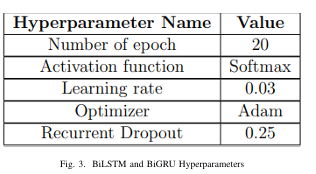 Hyperparameter Name Value
Number of epoch 20
Activation function Softmax
Learning rate 0.03
Optimizer Adam
Recurrent Dropout 0.25
Fig. 3. BiLSTM and BiGRU Hyperparameters